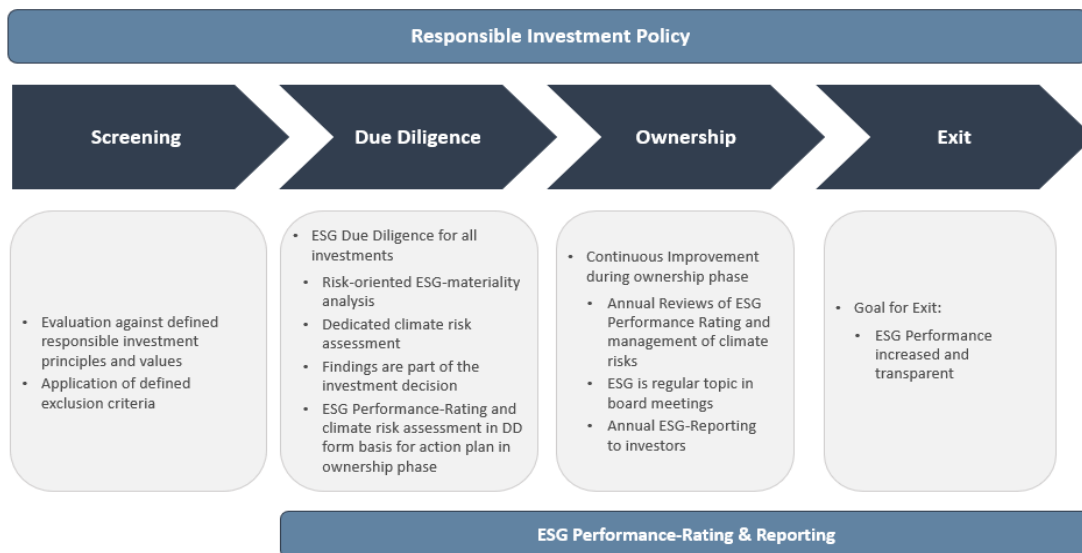 Responsible Investment Policy
Screening
Due Diligence
Ownership
Exit
• Evaluation against defined
responsible investment
principles and values
• Application of defined
exclusion criteria
• ESG Due Diligence for all
investments
• Risk-oriented ESG-materiality
analysis
• Dedicated climate risk
assessment
• Findings are part of the
investment decision
• ESG Performance-Rating and
climate risk assessment in DD
form basis for action plan in
ownership phase
• Continuous Improvement
during ownership phase
• Annual Reviews of ESG
Performance Rating and
management of climate
risks
• ESG is regular topic in
board meetings
• Annual ESG-Reporting
to investors
• Goal for Exit:
• ESG Performance
increased and
transparent
ESG Performance-Rating & Reporting